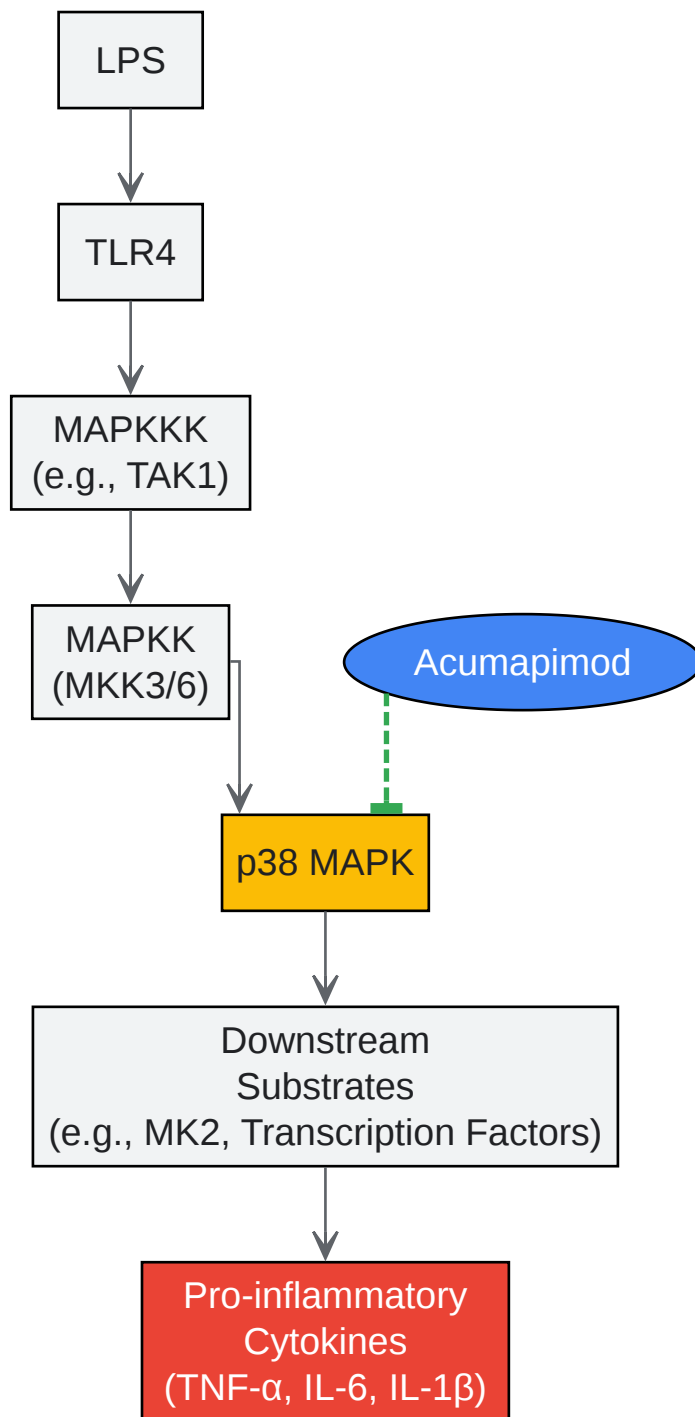 LPS
TLR4
MAPKKK
(e.g., TAK1)
MAPKK
(MKK3/6)
Acumapimod
p38 MAPK
Downstream
Substrates
(e.g., MK2, Transcription Factors)
Pro-inflammatory
Cytokines
(TNF-α, IL-6, IL-1β)